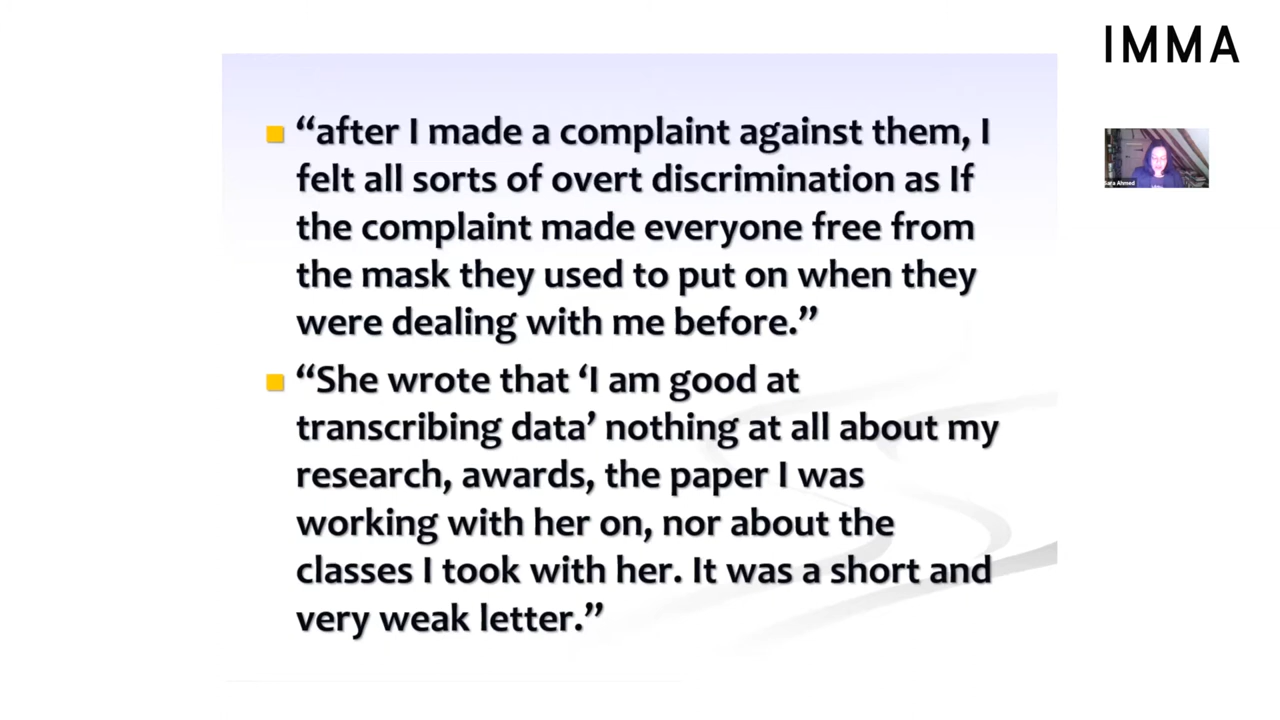 IMMA
“after I made a complaint against them, I
felt all sorts of overt discrimination as If
the complaint made everyone free from
the mask they used to put on when they
were dealing with me before.”
“She wrote that ‘I am good at
transcribing data’ nothing at all about my
research, awards, the paper I was
working with her on, nor about the
classes I took with her. It was a short and
very weak letter.”
Sara Ahmed